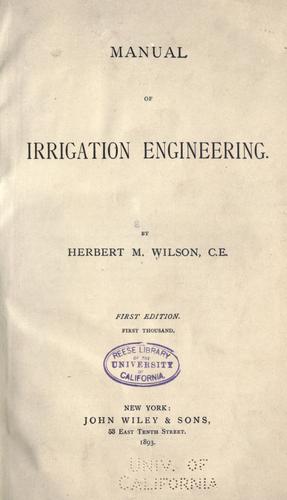 MANUAL
OF
IRRIGATION ENGINEERING.
BY
HERBERT M. WILSON, C.E.
FIRST EDITION.
FIRST THOUSAND,
REESE LIBRARY
OF THE
UNIVERSITY
OF
CALIFORNIA.
NEW YORK:
JOHN WILEY & SONS,
53 EAST TENTH STREET.
1893.
UNIV. OF
CALIFORNIA